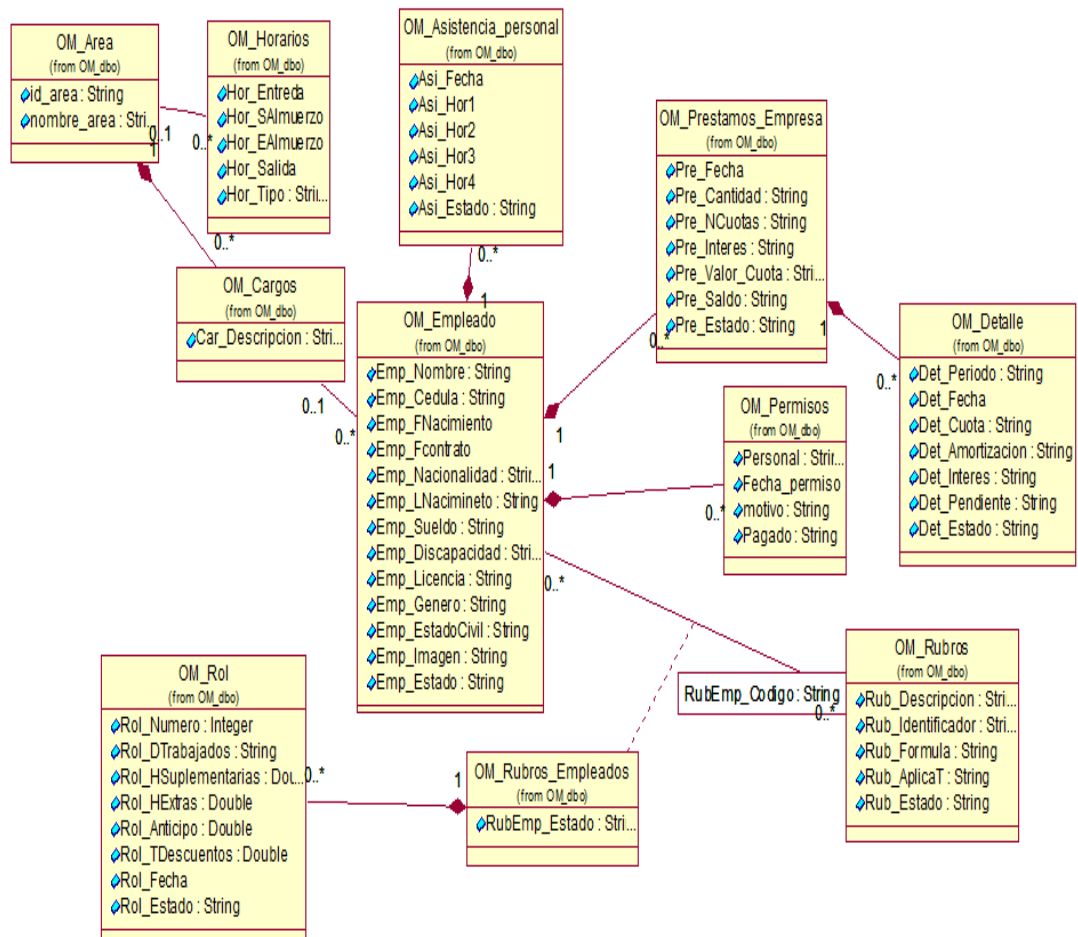 OM_Area
(from OM_dbo)
id_area : String
nombre_area : Stri...
0..1
1
OM_Horarios
(from OM_dbo)
Hor_Entreda
Hor_SAlmuerzo
Hor_EAlmuerzo
Hor_Salida
Hor_Tipo : Strii...
0..*
0..*
OM_Asistencia_personal
(from OM_dbo)
Asi_Fecha
Asi_Hor1
Asi_Hor2
Asi_Hor3
Asi_Hor4
Asi_Estado : String
0..*
1
OM_Prestamos_Empresa
(from OM_dbo)
Pre_Fecha
Pre_Cantidad : String
Pre_NCuotas : String
Pre_Interes : String
Pre_Valor_Cuota : Stri...
Pre_Saldo : String
Pre_Estado : String
1
0..*
OM_Cargos
(from OM_dbo)
Car_Descripcion : Stri...
0..1
0..*
OM_Empleado
(from OM_dbo)
Emp_Nombre : String
Emp_Cedula : String
Emp_FNacimiento
Emp_Fcontrato
Emp_Nacionalidad : Strir...
Emp_LNacimineto : String
Emp_Sueldo : String
Emp_Discapacidad : Stri...
Emp_Licencia : String
Emp_Genero : String
Emp_EstadoCivil : String
Emp_Imagen : String
Emp_Estado : String
1
1
0..*
OM_Detalle
(from OM_dbo)
Det_Periodo : String
Det_Fecha
Det_Cuota : String
Det_Amortizacion : String
Det_Interes : String
Det_Pendiente : String
Det_Estado : String
0..*
OM_Permisos
(from OM_dbo)
Personal : Strir...
Fecha_permiso
motivo : String
Pagado : String
0..*
OM_Rubros
(from OM_dbo)
Rub_Descripcion : Stri...
Rub_Identificador : Stri...
Rub_Formula : String
Rub_AplicaT : String
Rub_Estado : String
RubEmp_Codigo : String
0..*
OM_Rol
(from OM_dbo)
Rol_Numero : Integer
Rol_DTrabajados : String
Rol_HSuplementarias : Dou...
Rol_HExtras : Double
Rol_Anticipo : Double
Rol_TDescuentos : Double
Rol_Fecha
Rol_Estado : String
0..*
1
OM_Rubros_Empleados
(from OM_dbo)
RubEmp_Estado : Stri...